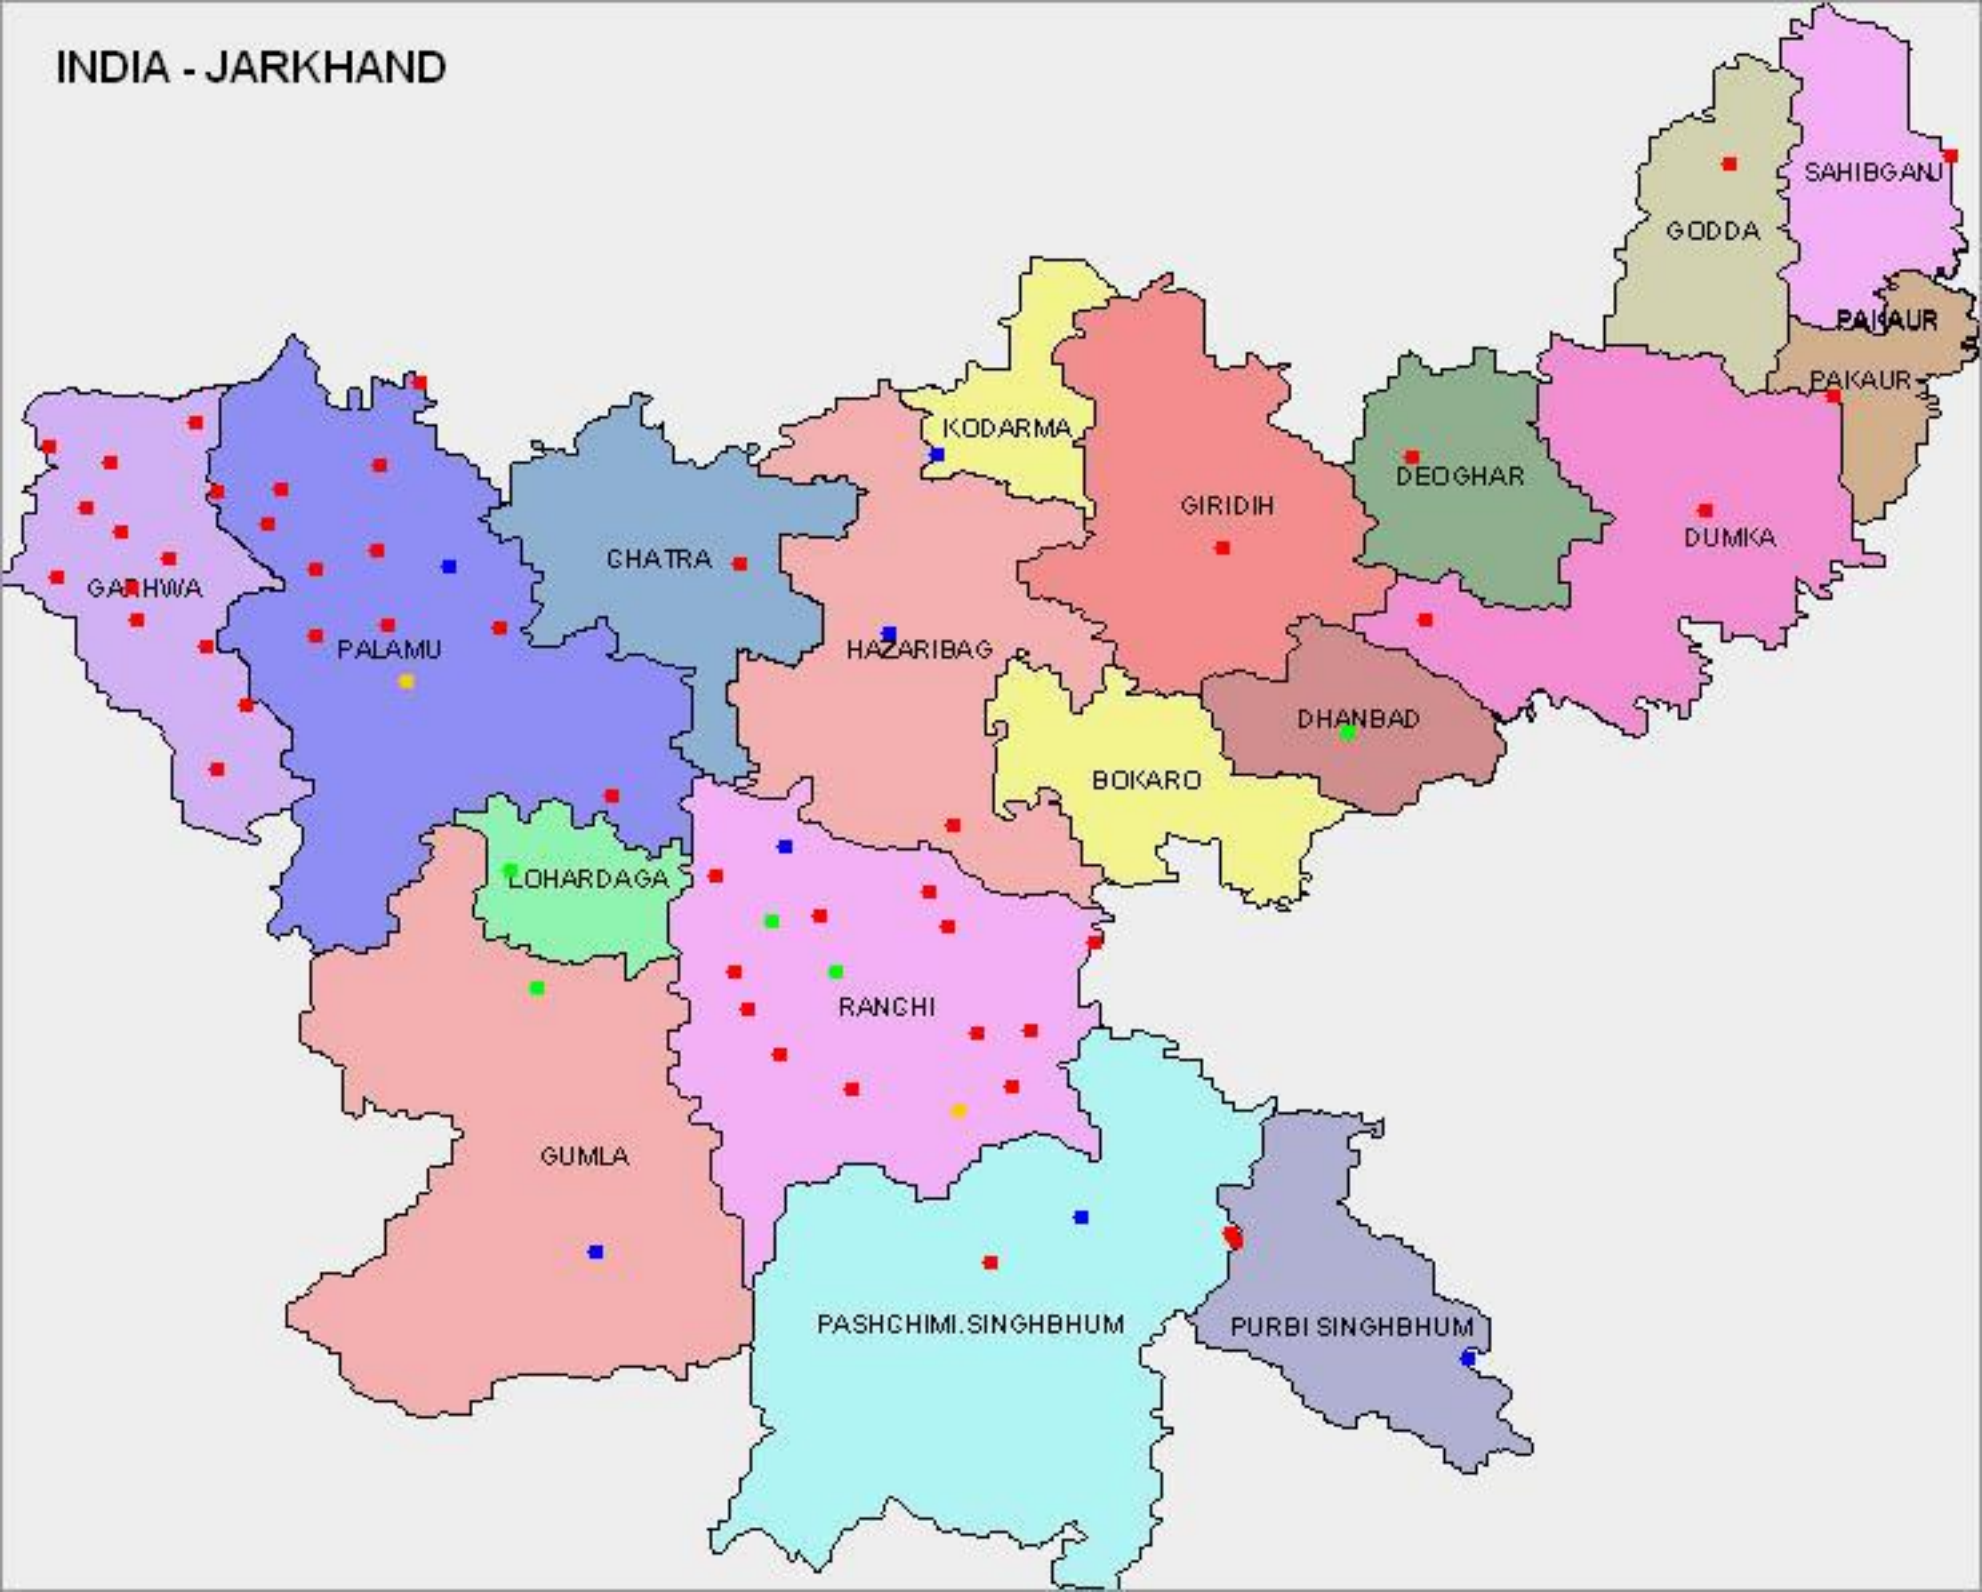 INDIA - JARKHAND
SAHIBGANJ
GODDA
PAKAUR
PAKAUR
KODARMA
DEOGHAR
GIRIDIH
DUMKA
CHATRA
GARHWA
PALAMU
HAZARIBAG
DHANBAD
BOKARO
LOHARDAGA
RANCHI
GUMLA
PASHCHIMI.SINGHBHUM
PURBI SINGHBHUM